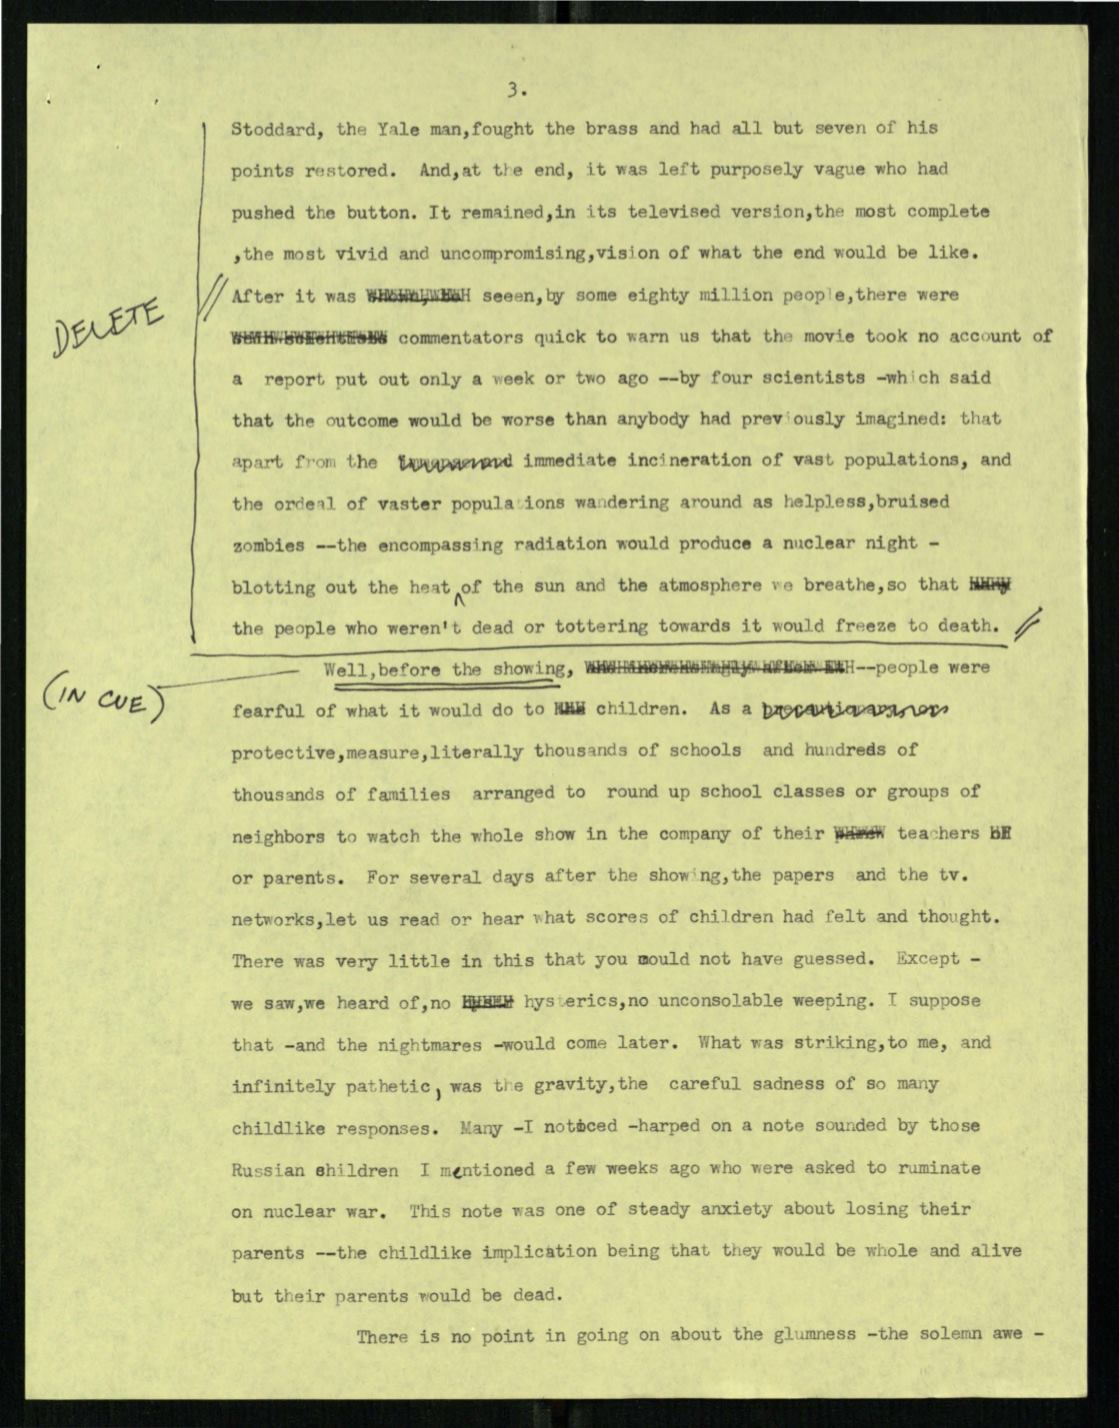 3.
Stoddard, the Yale man,fought the brass and had all but seven of his
points restored. And,at the end, it was left purposely vague who had
pushed the button. It remained,in its televised version,the most complete
,the most vivid and uncompromising,vision of what the end would be like.
After it was seeen,by some eighty million people,there were
DELETE
commentators quick to warn us that the movie took no account of
a report put out only a week or two ago --by four scientists -which said
that the outcome would be worse than anybody had previously imagined: that
apart from the immediate incineration of vast populations, and
the ordeal of vaster populations wandering around as helpless,bruised
zombies --the encompassing radiation would produce a nuclear night -
blotting out the heat of the sun and the atmosphere we breathe,so that
the people who weren't dead or tottering towards it would freeze to death.
(IN CUE)
Well,before the showing, --people were
fearful of what it would do to children. As a
protective,measure,literally thousands of schools and hundreds of
thousands of families arranged to round up school classes or groups of
neighbors to watch the whole show in the company of their teachers
or parents. For several days after the showing,the papers and the tv.
networks,let us read or hear what scores of children had felt and thought.
There was very little in this that you would not have guessed. Except -
we saw,we heard of,no hysterics,no unconsolable weeping. I suppose
that -and the nightmares -would come later. What was striking,to me, and
infinitely pathetic, was the gravity,the careful sadness of so many
childlike responses. Many -I noticed -harped on a note sounded by those
Russian children I mentioned a few weeks ago who were asked to ruminate
on nuclear war. This note was one of steady anxiety about losing their
parents --the childlike implication being that they would be whole and alive
but their parents would be dead.
There is no point in going on about the glumness -the solemn awe -